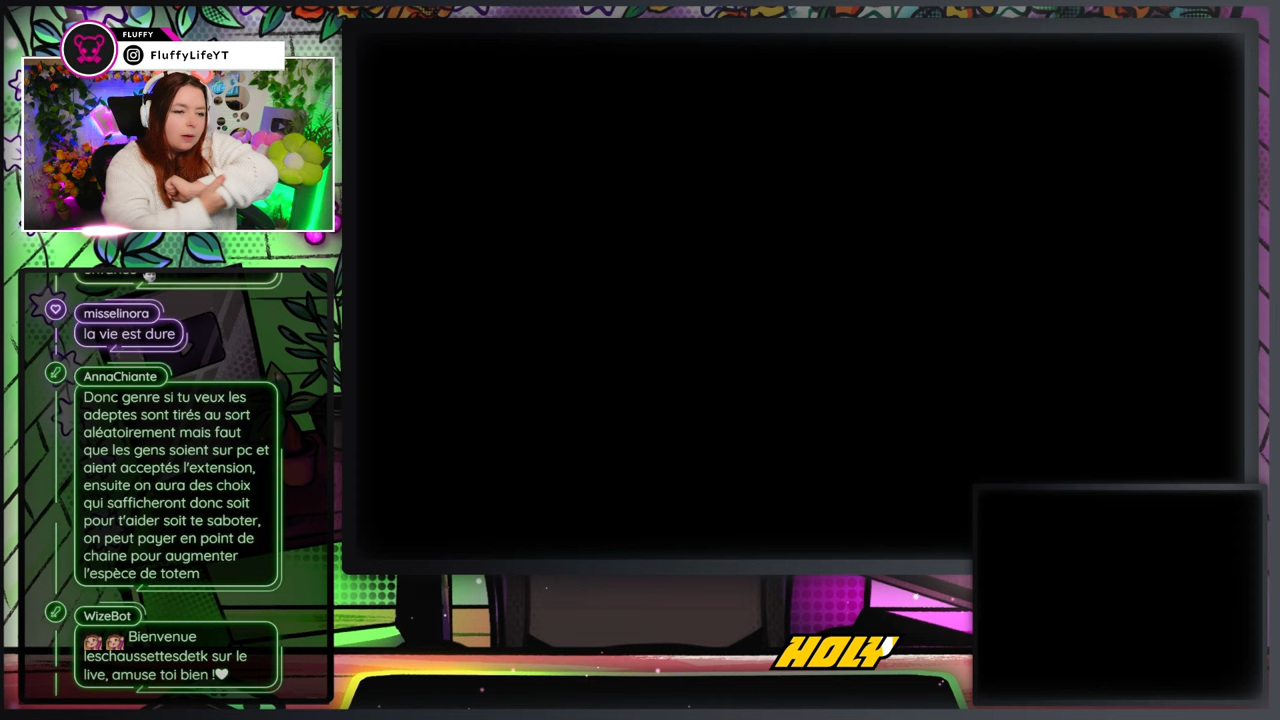 FLUFFY
FluffyLifeYT
misselinora
la vie est dure
AnnaChiante
Donc genre si tu veux les
adeptes sont tirés au sort
aléatoirement mais faut
que les gens soient sur pc et
aient acceptés l'extension,
ensuite on aura des choix
qui safficheront donc soit
pour t'aider soit te saboter,
on peut payer en point de
chaine pour augmenter
l'espèce de totem
WizeBot
Bienvenue
leschaussettesdetk sur le
live, amuse toi bien !🤍
HOLY